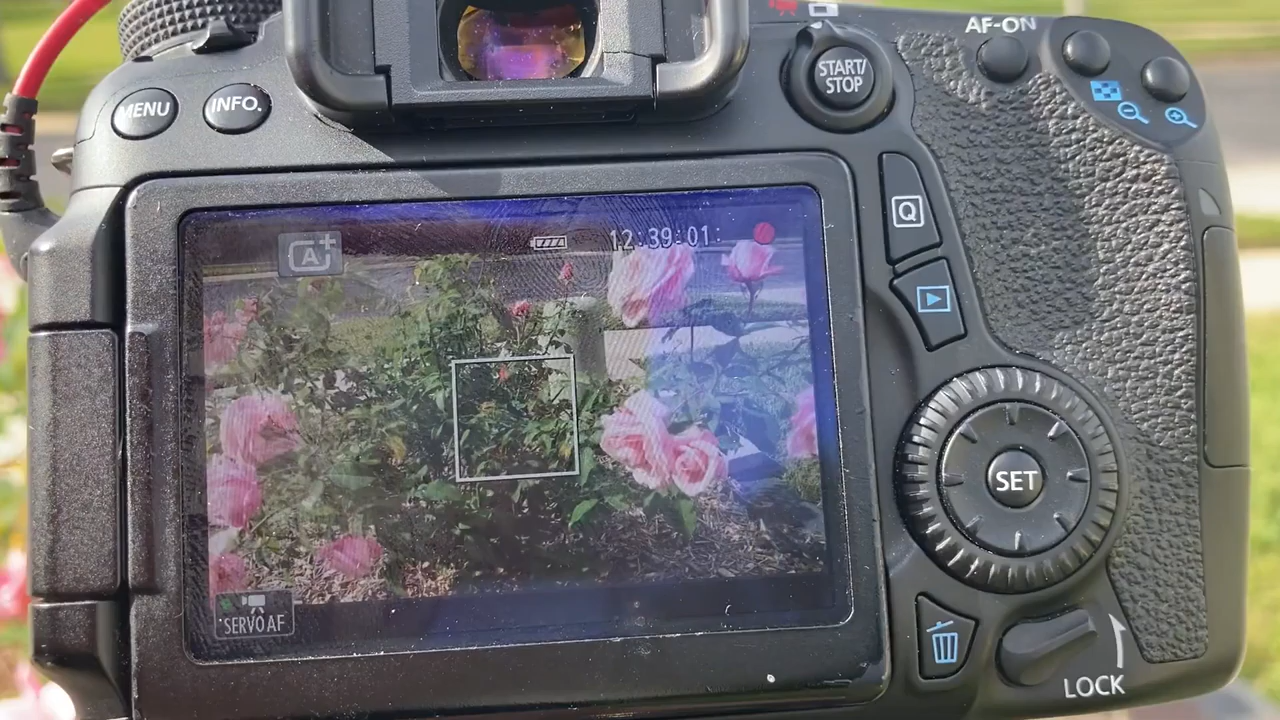 AF-ON
MENU
INFO.
START/
STOP
Q
A+
12:39:01:
SET
SERVO AF
LOCK